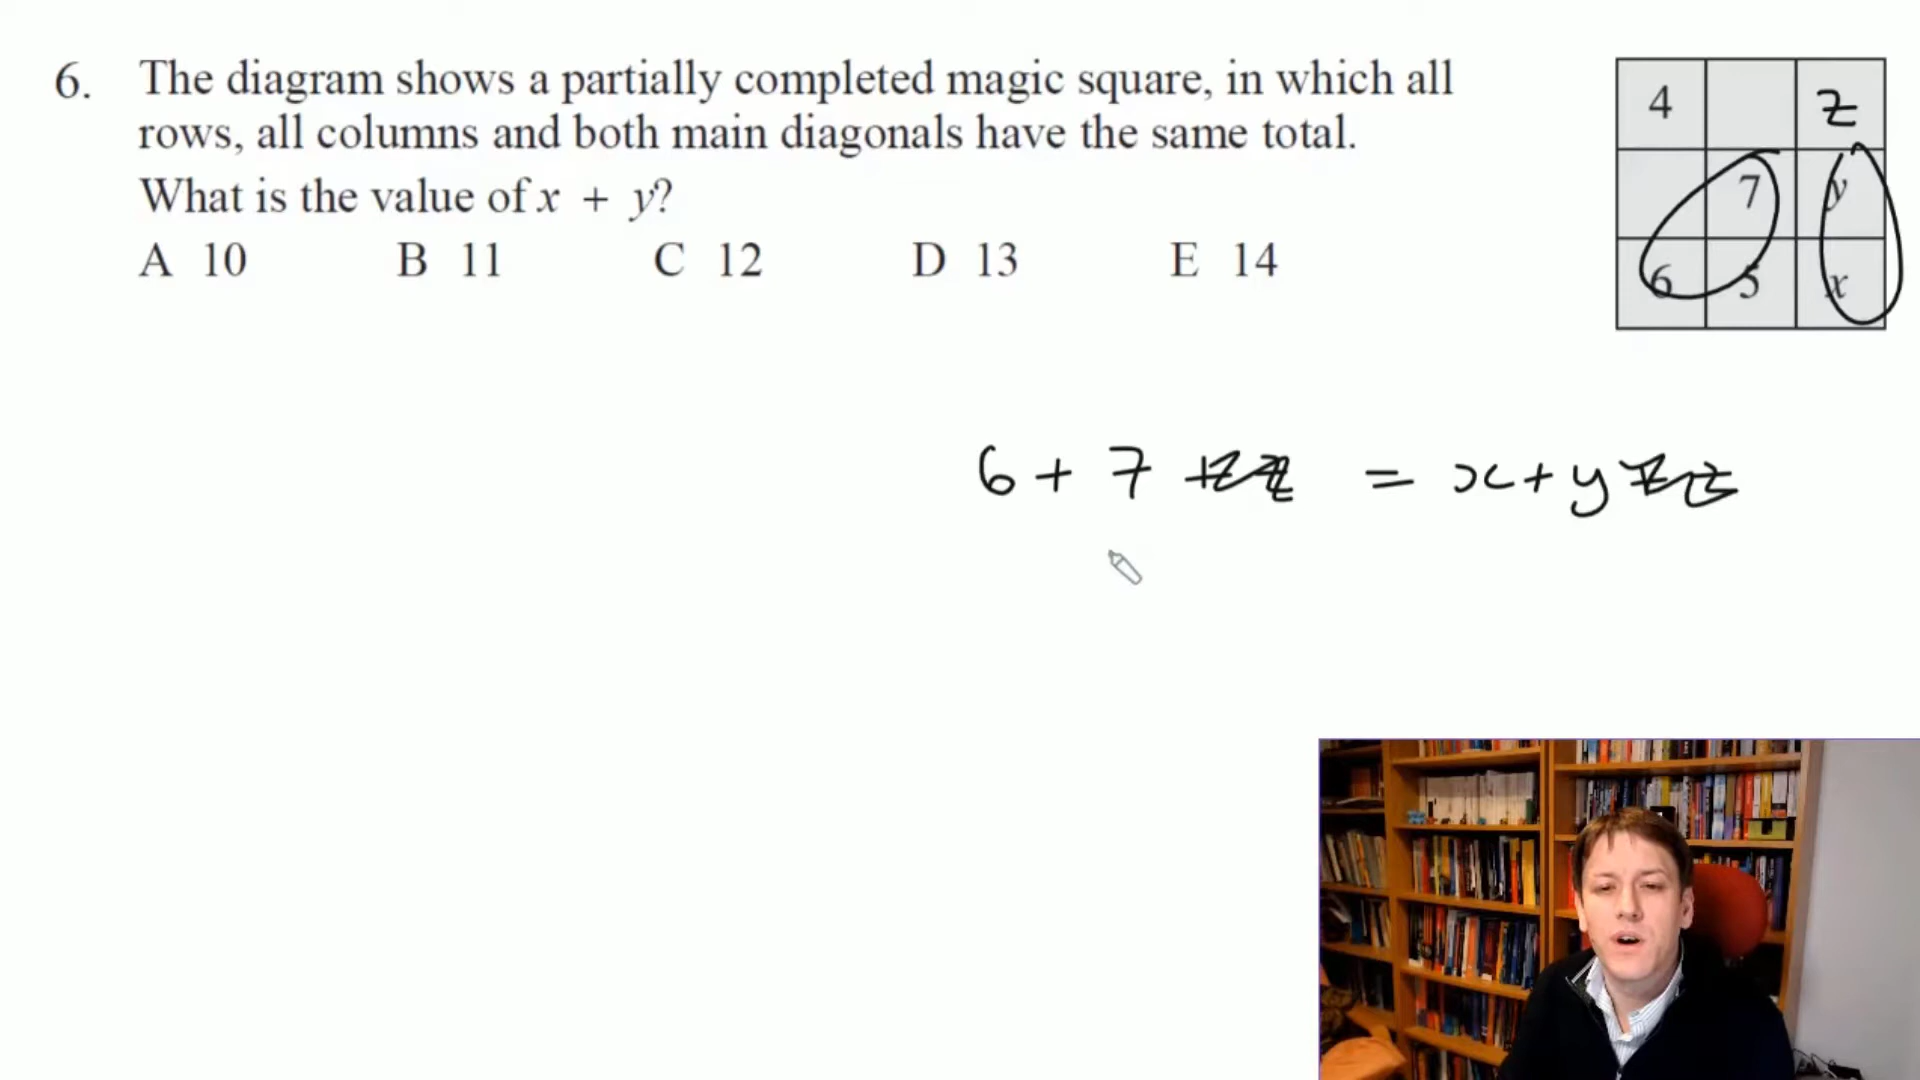 6. The diagram shows a partially completed magic square, in which all
rows, all columns and both main diagonals have the same total.
What is the value of x + y?
A 10 B 11 C 12 D 13 E 14
4 z
7 y
6 5 x
6 + 7 = x + y